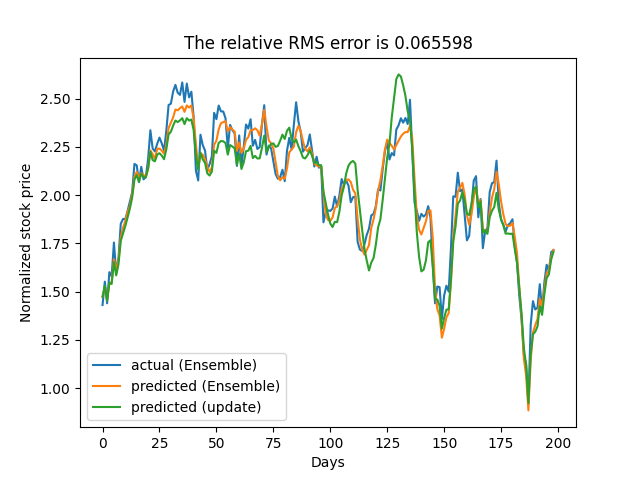 The relative RMS error is 0.065598
Normalized stock price
2.50
2.25
2.00
1.75
1.50
1.25
1.00
actual (Ensemble)
predicted (Ensemble)
predicted (update)
0 25 50 75 100 125 150 175 200
Days